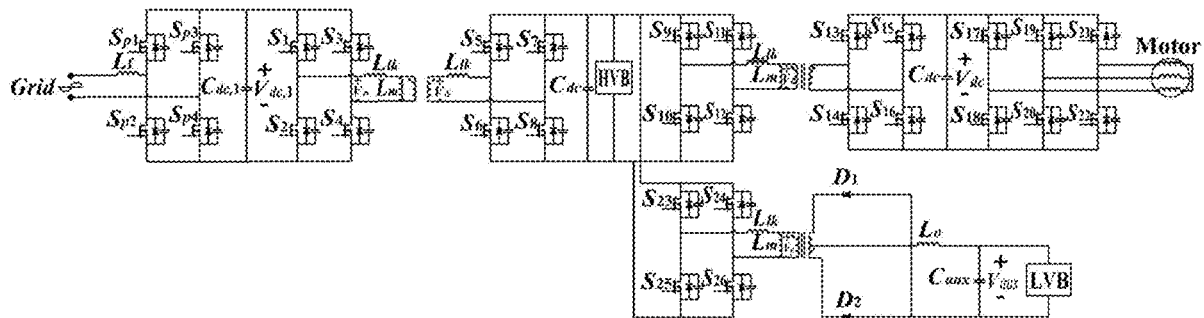 Grid
Lf
Sp1
Sp3
Sp2
Sp4
Cdc,1
+
Vdc,1
-
S1
S3
S2
S4
Llk
Lm
Llk
S5
S7
S6
S8
Cdc
HVB
S9
S11
S10
S12
Llk
Lm
S13
S15
S14
S16
Cdc
+
Vdc
-
S17
S19
S21
S18
S20
S22
Motor
S23
S24
S25
S26
Llk
Lm
D1
D2
Lo
Caux
+
Vaux
-
LVB